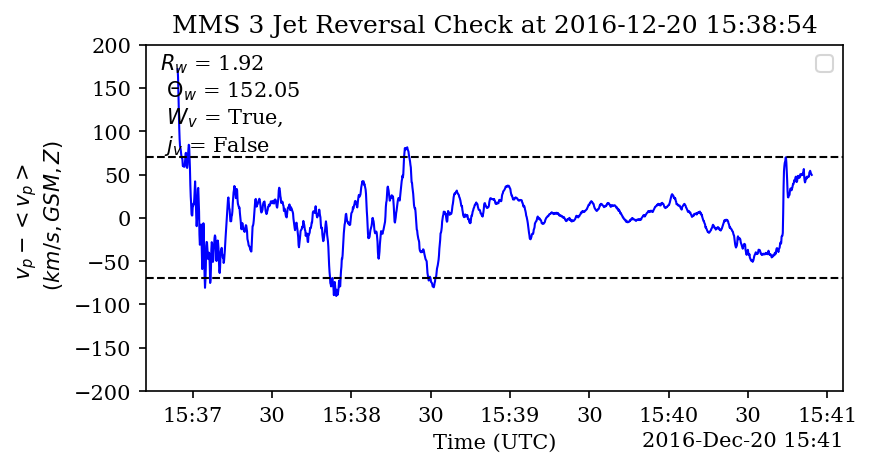 MMS 3 Jet Reversal Check at 2016-12-20 15:38:54
200
150
100
50
0
−50
−100
−150
−200
v_p − < v_p >
(km/s, GSM, Z)
R_w = 1.92
Θ_w = 152.05
W_v = True,
j_v = False
15:37 30 15:38 30 15:39 30 15:40 30 15:41
Time (UTC)
2016-Dec-20 15:41